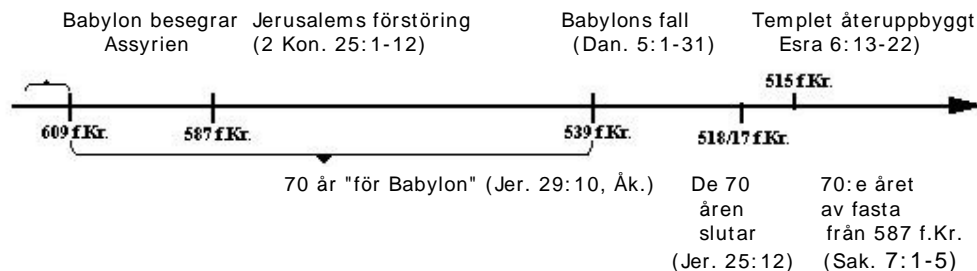 Babylon besegrar Jerusalems förstöring Babylons fall Templet återuppbyggt
Assyrien (2 Kon. 25:1-12) (Dan. 5:1-31) Esra 6:13-22)
515 f.Kr.
609 f.Kr. 587 f.Kr. 539 f.Kr. 518/17 f.Kr.
70 år "för Babylon" (Jer. 29:10, Åk.) De 70 70:e året
åren av fasta
slutar från 587 f.Kr.
(Jer. 25:12) (Sak. 7:1-5)